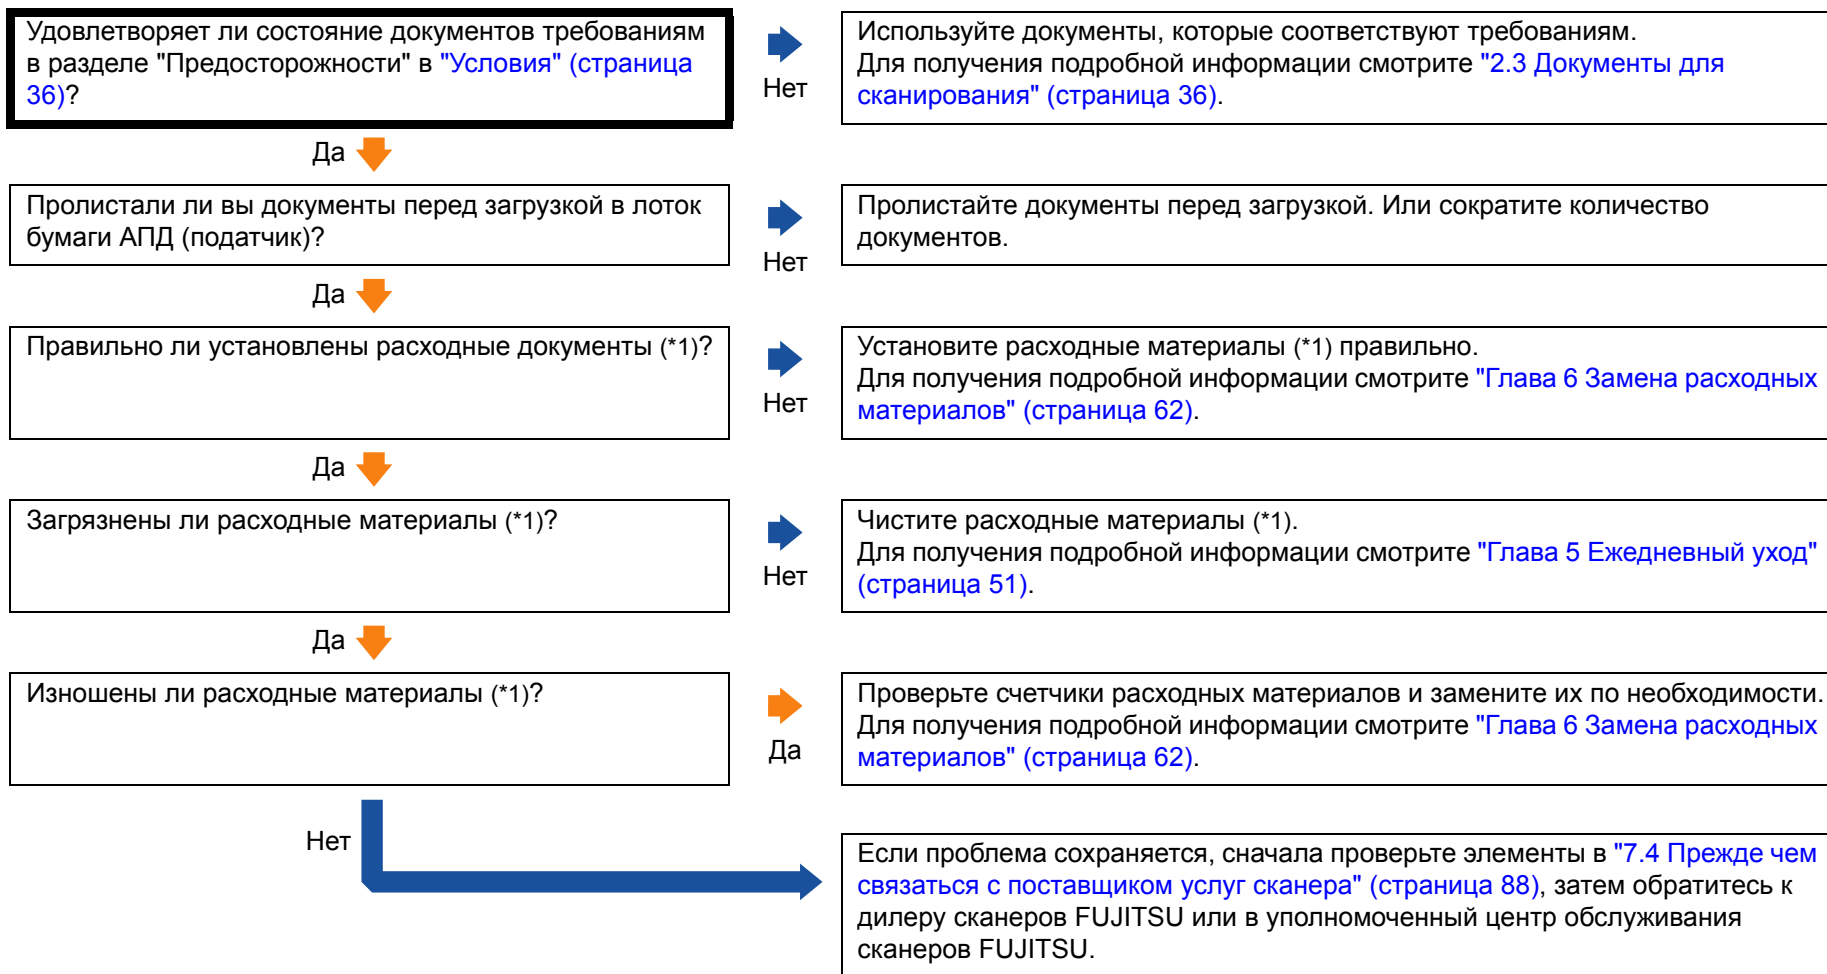 Удовлетворяет ли состояние документов требованиям
в разделе "Предосторожности" в "Условия" (страница
36)?
Нет
Используйте документы, которые соответствуют требованиям.
Для получения подробной информации смотрите "2.3 Документы для
сканирования" (страница 36).
Да
Пролистали ли вы документы перед загрузкой в лоток
бумаги АПД (податчик)?
Нет
Пролистайте документы перед загрузкой. Или сократите количество
документов.
Да
Правильно ли установлены расходные документы (*1)?
Нет
Установите расходные материалы (*1) правильно.
Для получения подробной информации смотрите "Глава 6 Замена расходных
материалов" (страница 62).
Да
Загрязнены ли расходные материалы (*1)?
Нет
Чистите расходные материалы (*1).
Для получения подробной информации смотрите "Глава 5 Ежедневный уход"
(страница 51).
Да
Изношены ли расходные материалы (*1)?
Да
Проверьте счетчики расходных материалов и замените их по необходимости.
Для получения подробной информации смотрите "Глава 6 Замена расходных
материалов" (страница 62).
Нет
Если проблема сохраняется, сначала проверьте элементы в "7.4 Прежде чем
связаться с поставщиком услуг сканера" (страница 88), затем обратитесь к
дилеру сканеров FUJITSU или в уполномоченный центр обслуживания
сканеров FUJITSU.